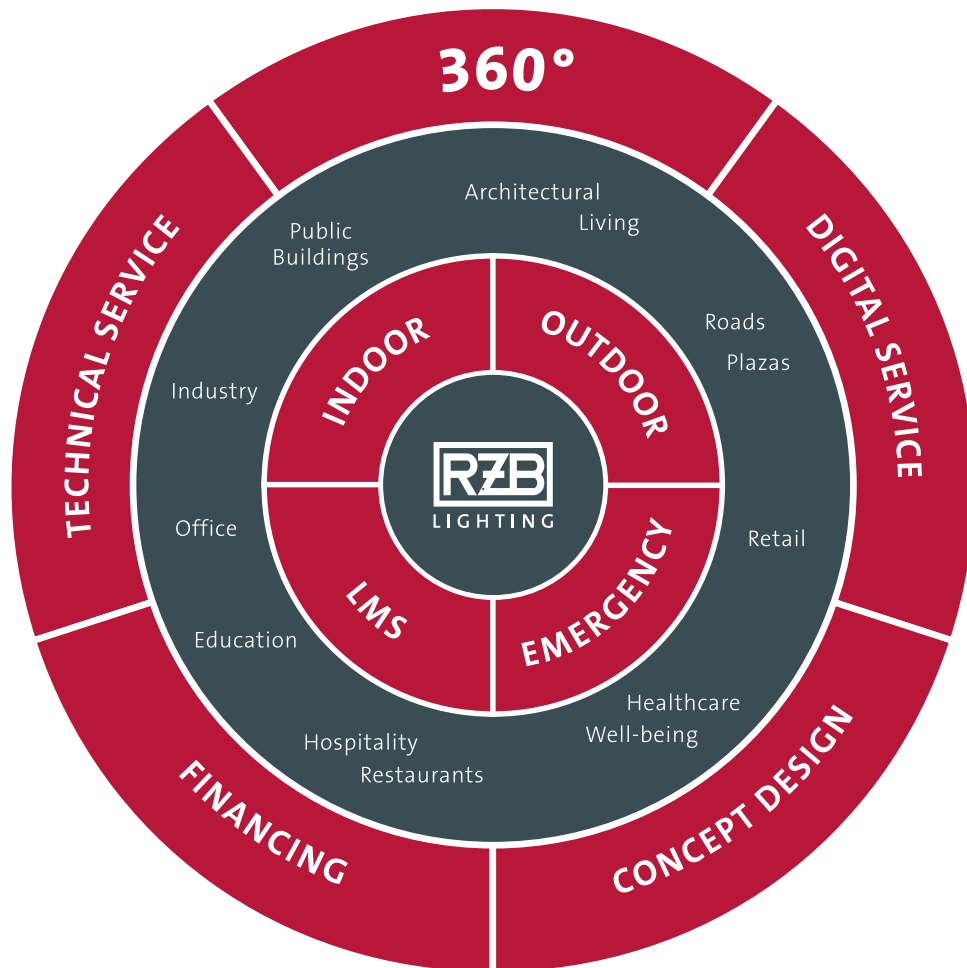 360°
TECHNICAL SERVICE
DIGITAL SERVICE
Architectural
Living
Public
Buildings
Roads
Plazas
Industry
Office
Retail
Education
Healthcare
Well-being
Hospitality
Restaurants
INDOOR
OUTDOOR
RZB
LIGHTING
LMS
EMERGENCY
FINANCING
CONCEPT DESIGN